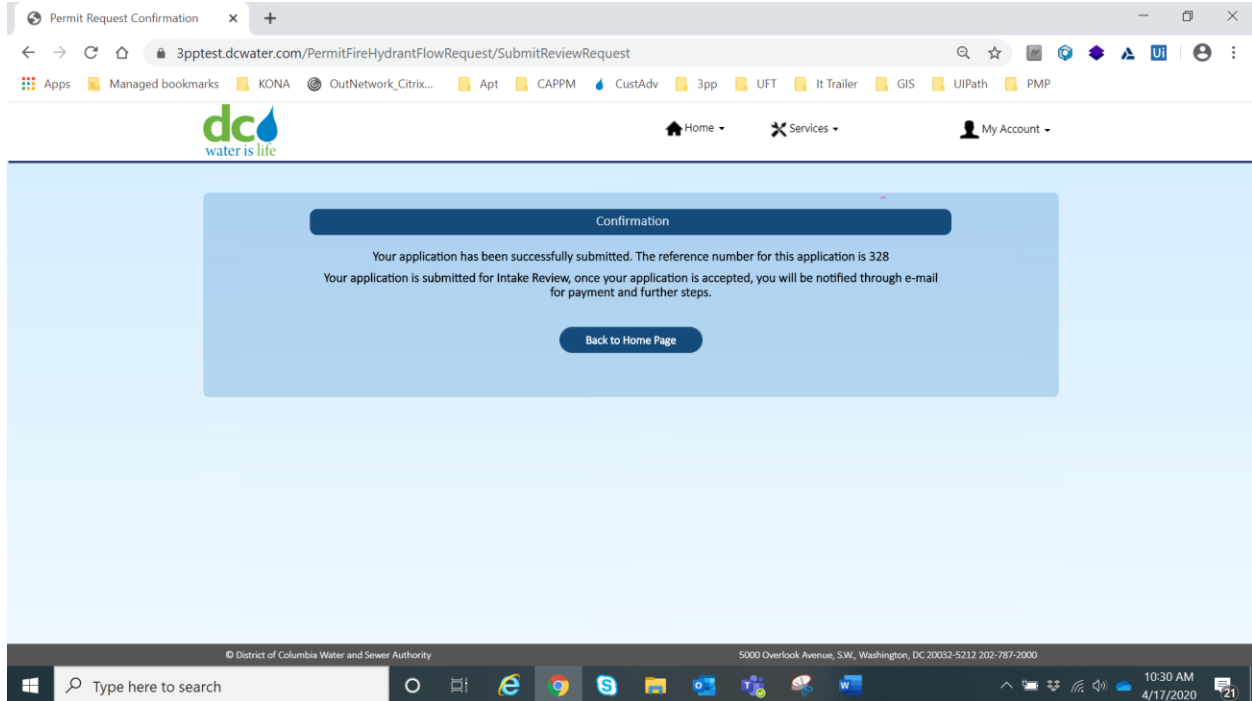 Permit Request Confirmation
3pptest.dcwater.com/PermitFireHydrantFlowRequest/SubmitReviewRequest
Apps Managed bookmarks KONA OutNetwork_Citrix... Apt CAPPM CustAdv 3pp UFT It Trailer GIS UIPath PMP
Ui
dc
water is life
Home Services My Account
Confirmation
Your application has been successfully submitted. The reference number for this application is 328
Your application is submitted for Intake Review, once your application is accepted, you will be notified through e-mail
for payment and further steps.
Back to Home Page
© District of Columbia Water and Sewer Authority 5000 Overlook Avenue, S.W., Washington, DC 20032-5212 202-787-2000
Type here to search
10:30 AM
4/17/2020
21